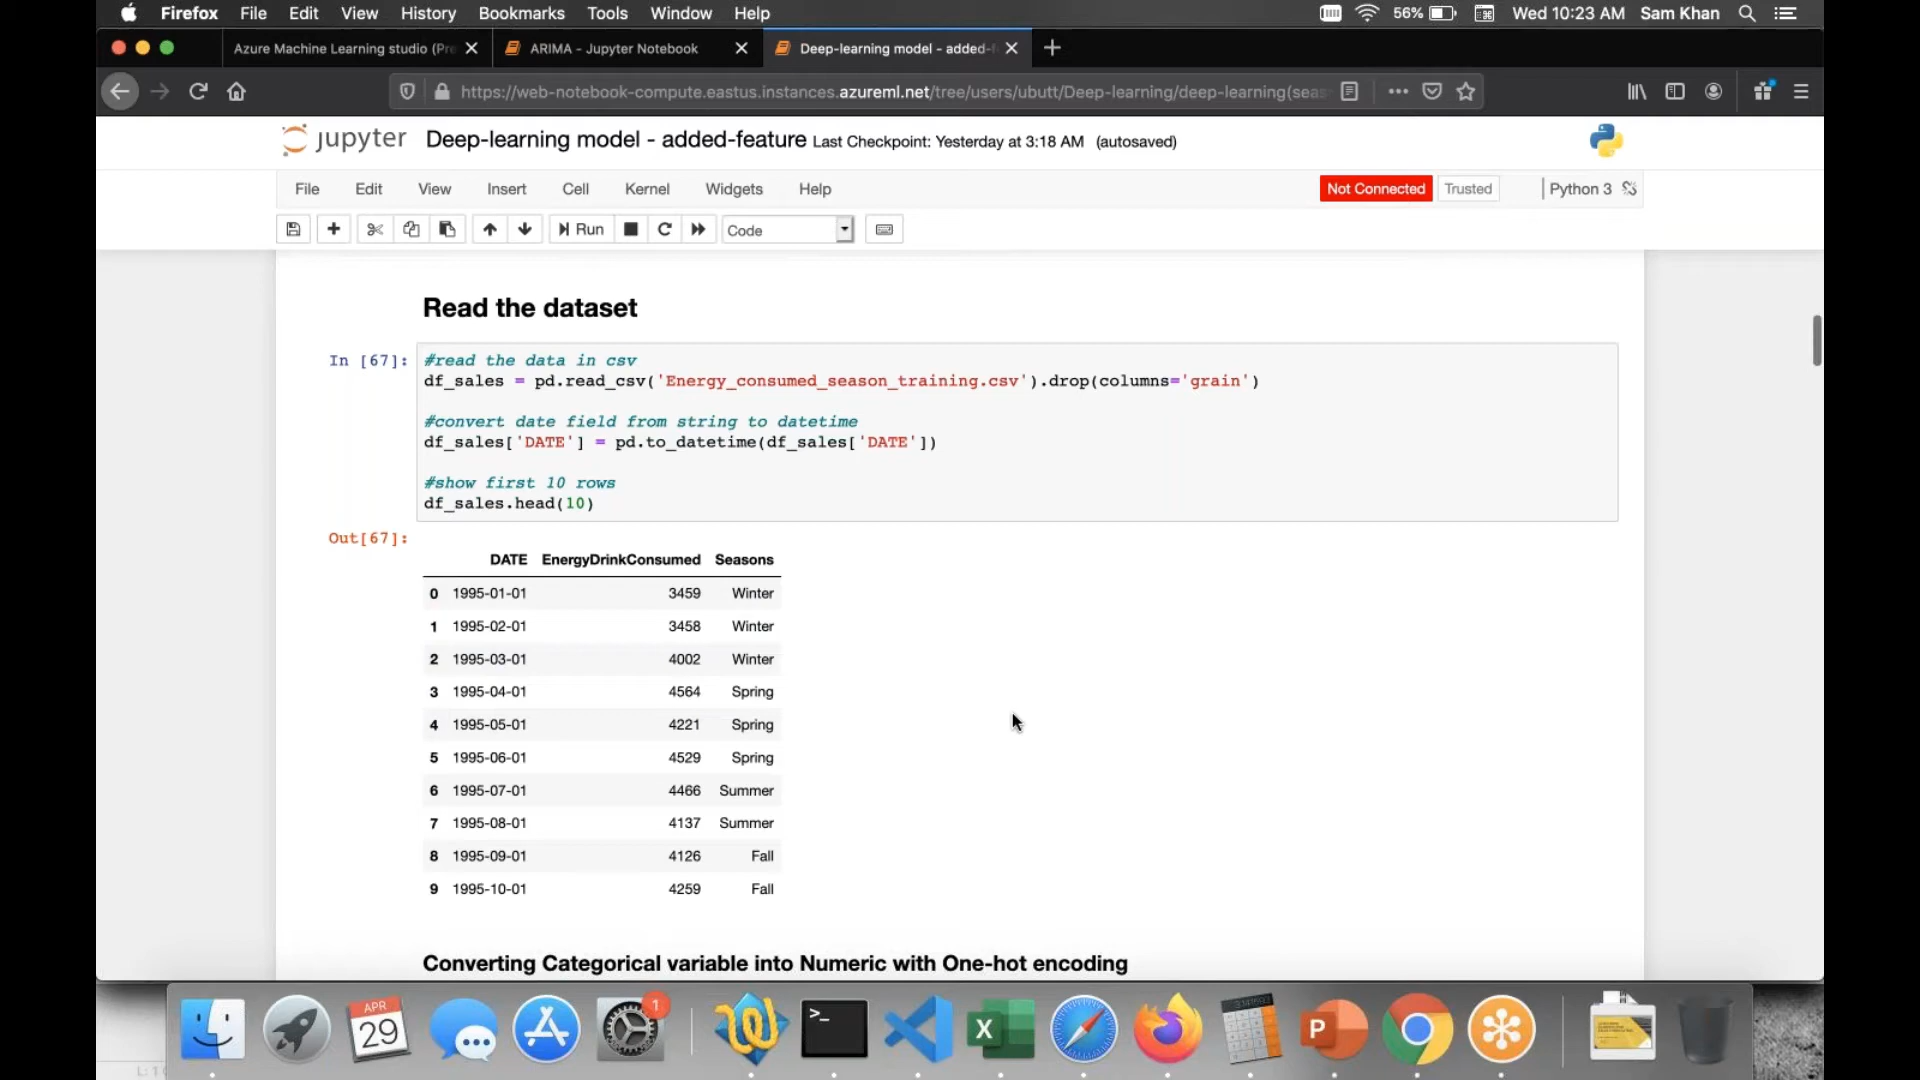 Firefox File Edit View History Bookmarks Tools Window Help 56% Wed 10:23 AM Sam Khan
Azure Machine Learning studio (Pre ARIMA - Jupyter Notebook Deep-learning model - added-f
https://web-notebook-compute.eastus.instances.azureml.net/tree/users/ubutt/Deep-learning/deep-learning(seas
jupyter Deep-learning model - added-feature Last Checkpoint: Yesterday at 3:18 AM (autosaved)
File Edit View Insert Cell Kernel Widgets Help Not Connected Trusted Python 3
Run Code
Read the dataset
In [67]: #read the data in csv
df_sales = pd.read_csv('Energy_consumed_season_training.csv').drop(columns='grain')
#convert date field from string to datetime
df_sales['DATE'] = pd.to_datetime(df_sales['DATE'])
#show first 10 rows
df_sales.head(10)
Out[67]:
DATE EnergyDrinkConsumed Seasons
0 1995-01-01 3459 Winter
1 1995-02-01 3458 Winter
2 1995-03-01 4002 Winter
3 1995-04-01 4564 Spring
4 1995-05-01 4221 Spring
5 1995-06-01 4529 Spring
6 1995-07-01 4466 Summer
7 1995-08-01 4137 Summer
8 1995-09-01 4126 Fall
9 1995-10-01 4259 Fall
Converting Categorical variable into Numeric with One-hot encoding
APR
29
1
>_
X
P